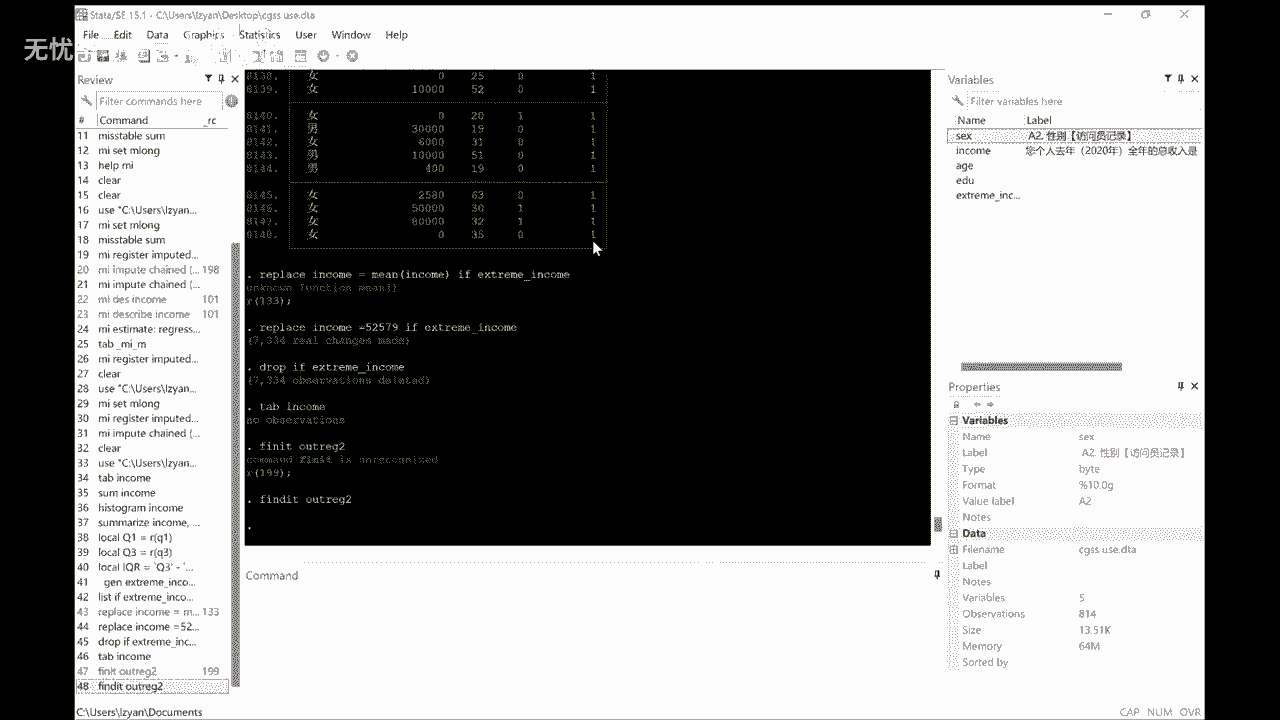 Stata/SE 15.1 - C:\Users\lzyan\Desktop\cgss use.dta
无忧
File Edit Data Graphics Statistics User Window Help
Review
Filter commands here
# Command _rc
11 misstable sum
12 mi set mlong
13 help mi
14 clear
15 clear
16 use "C:\Users\lzyan...
17 mi set mlong
18 misstable sum
19 mi register imputed...
20 mi impute chained (... 198
21 mi impute chained (...
22 mi des income 101
23 mi describe income 101
24 mi estimate: regress...
25 tab _mi_m
26 mi register imputed...
27 clear
28 use "C:\Users\lzyan...
29 mi set mlong
30 mi register imputed...
31 mi impute chained (...
32 clear
33 use "C:\Users\lzyan...
34 tab income
35 sum income
36 histogram income
37 summarize income, ...
38 local Q1 = r(q1)
39 local Q3 = r(q3)
40 local IQR = `Q3' - `...
41 gen extreme_inco...
42 list if extreme_inco...
43 replace income = m... 133
44 replace income =52...
45 drop if extreme_inc...
46 tab income
47 finit outreg2 199
48 findit outreg2
8138. 女 0 25 0 1
8139. 女 10000 52 0 1
8140. 女 0 20 1 1
8141. 男 30000 19 0 1
8142. 女 6000 31 0 1
8143. 男 10000 51 0 1
8144. 男 400 19 0 1
8145. 女 2580 63 0 1
8146. 女 50000 30 1 1
8147. 女 80000 32 1 1
8148. 女 0 35 0 1
. replace income = mean(income) if extreme_income
unknown function mean()
r(133);
. replace income =52579 if extreme_income
(7,334 real changes made)
. drop if extreme_income
(7,334 observations deleted)
. tab income
no observations
. finit outreg2
command finit is unrecognized
r(199);
. findit outreg2
.
Command
Variables
Filter variables here
Name Label
sex A2. 性别【访问员记录】
income 您个人去年（2020年）全年的总收入是
age
edu
extreme_inc...
Properties
Variables
Name sex
Label A2. 性别【访问员记录】
Type byte
Format %10.0g
Value label A2
Notes
Data
Filename cgss use.dta
Label
Notes
Variables 5
Observations 814
Size 13.51K
Memory 64M
Sorted by
C:\Users\lzyan\Documents
CAP NUM OVR